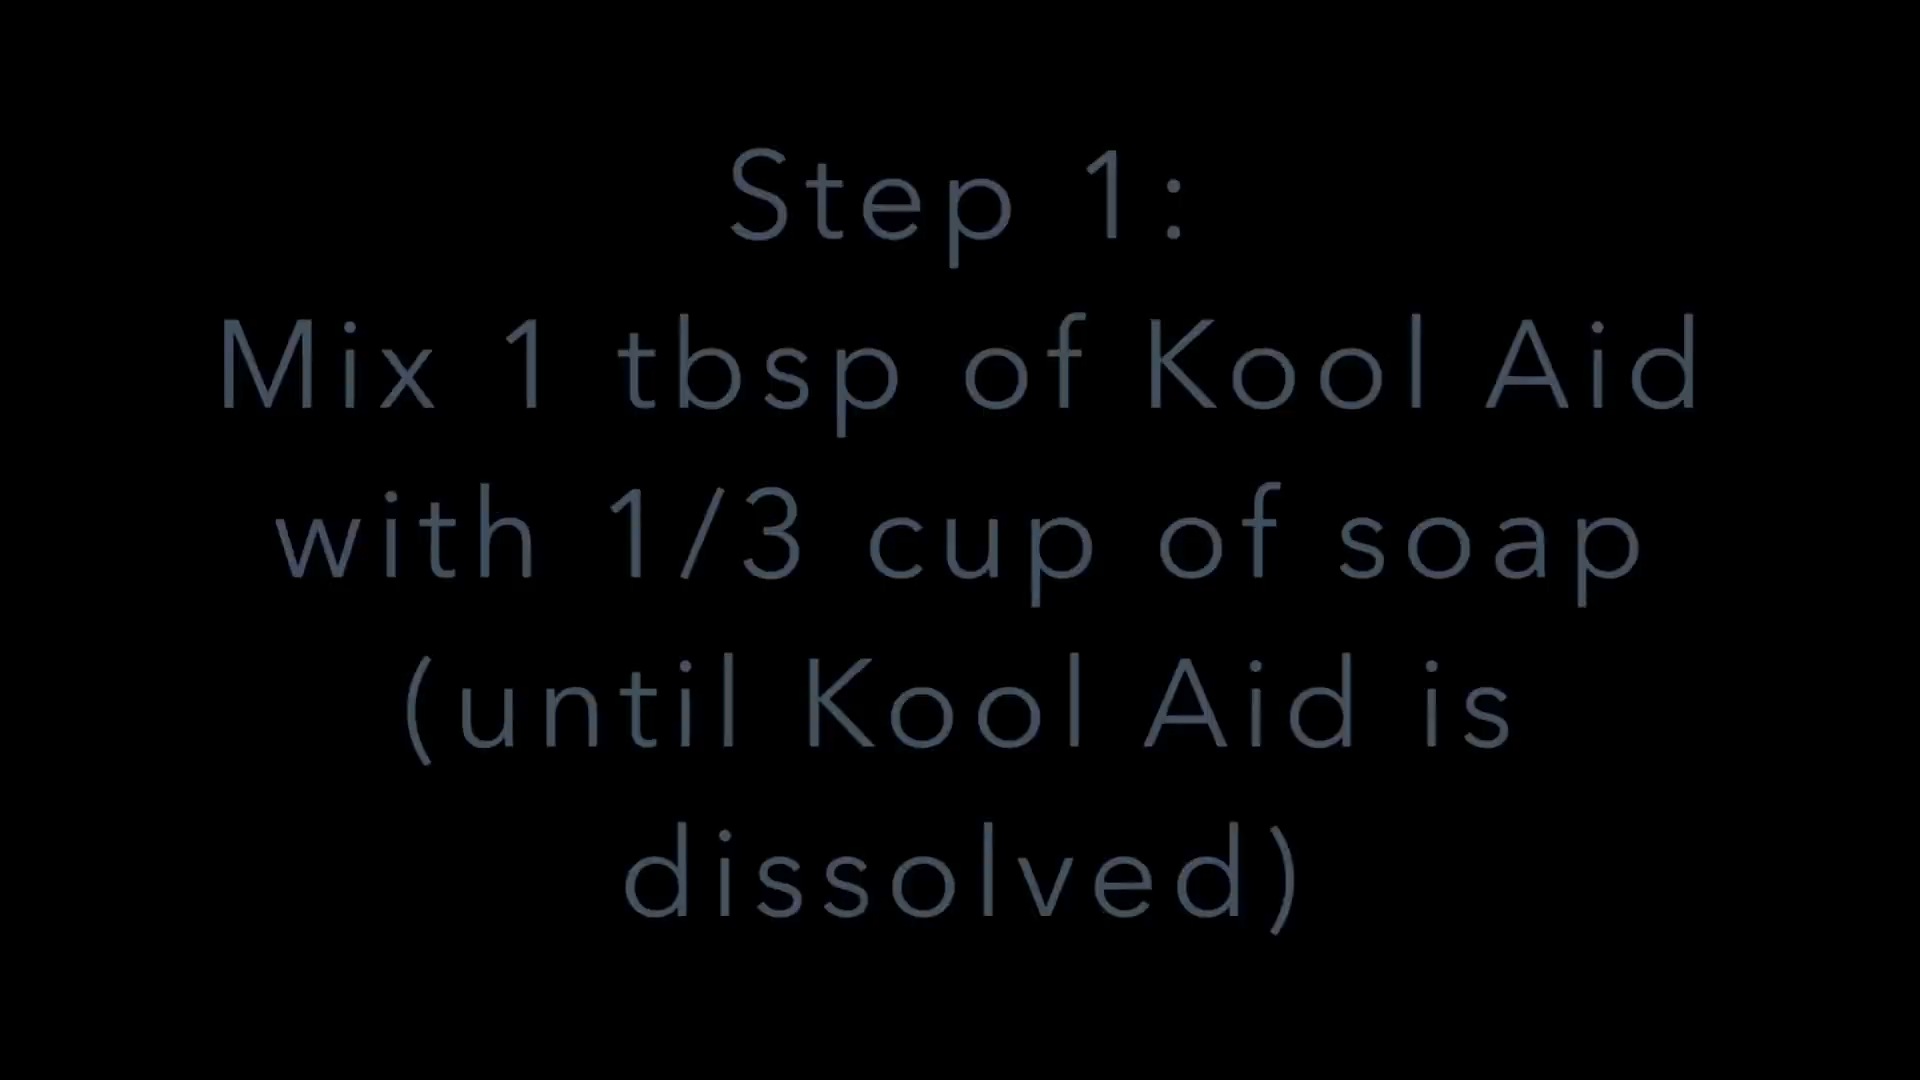 Step 1:
Mix 1 tbsp of Kool Aid
with 1/3 cup of soap
(until Kool Aid is
dissolved)